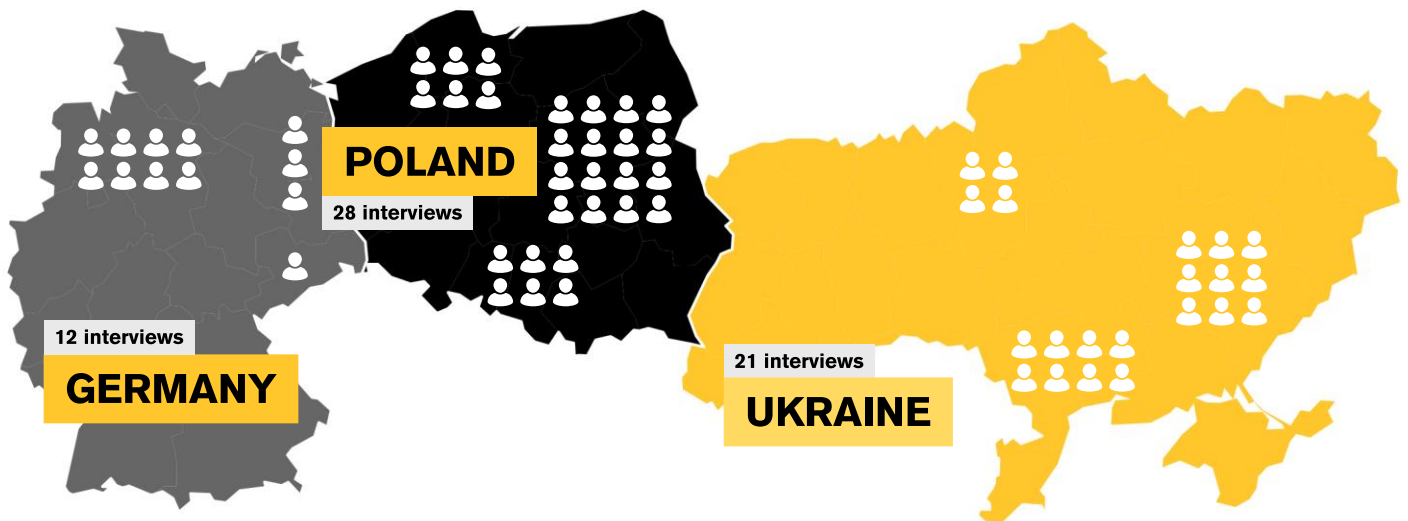 POLAND
28 interviews
12 interviews
GERMANY
21 interviews
UKRAINE